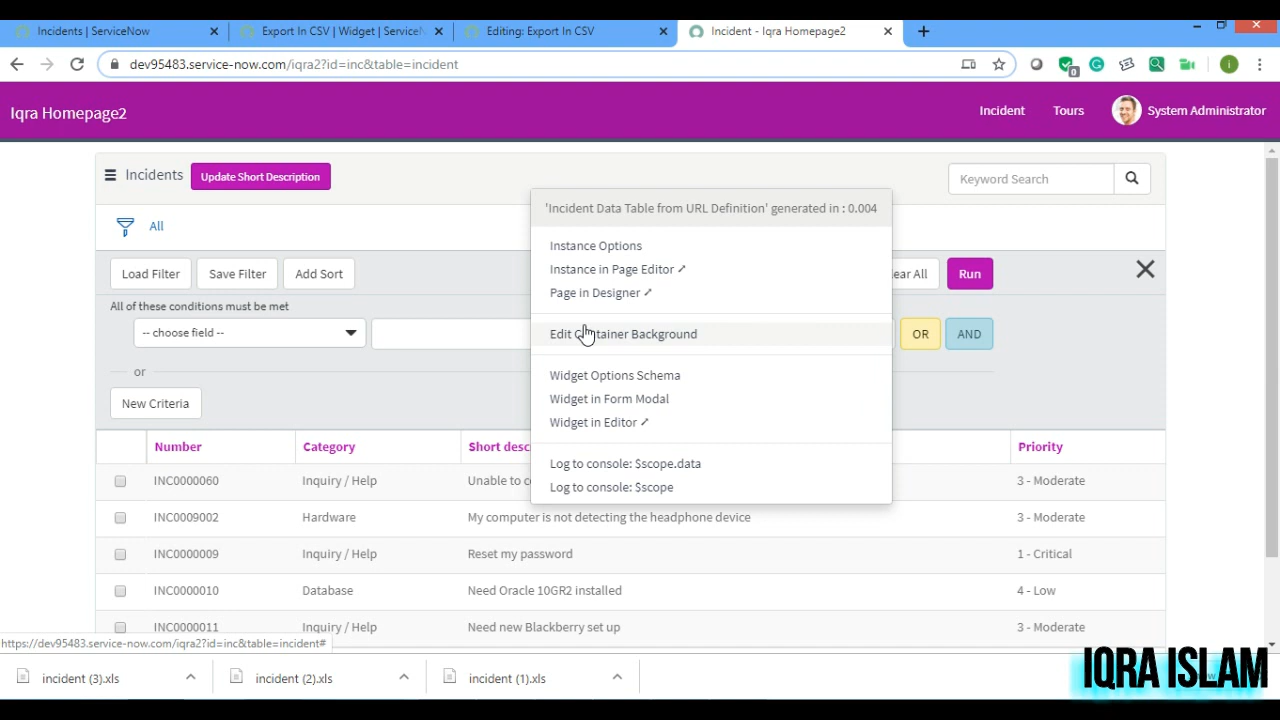 Incidents | ServiceNow
Export In CSV | Widget | ServiceN
Editing: Export In CSV
Incident - Iqra Homepage2
dev95483.service-now.com/iqra2?id=inc&table=incident
0
i
Iqra Homepage2
Incident
Tours
System Administrator
Incidents
Update Short Description
Keyword Search
All
'Incident Data Table from URL Definition' generated in : 0.004
Instance Options
Instance in Page Editor
Page in Designer
Edit Container Background
Widget Options Schema
Widget in Form Modal
Widget in Editor
Log to console: $scope.data
Log to console: $scope
Load Filter
Save Filter
Add Sort
ear All
Run
All of these conditions must be met
-- choose field --
OR
AND
or
New Criteria
Number Category Short desc Priority
INC0000060 Inquiry / Help Unable to c 3 - Moderate
INC0009002 Hardware My computer is not detecting the headphone device 3 - Moderate
INC0000009 Inquiry / Help Reset my password 1 - Critical
INC0000010 Database Need Oracle 10GR2 installed 4 - Low
INC0000011 Inquiry / Help Need new Blackberry set up 3 - Moderate
https://dev95483.service-now.com/iqra2?id=inc&table=incident#
incident (3).xls
incident (2).xls
incident (1).xls
IQRA ISLAM